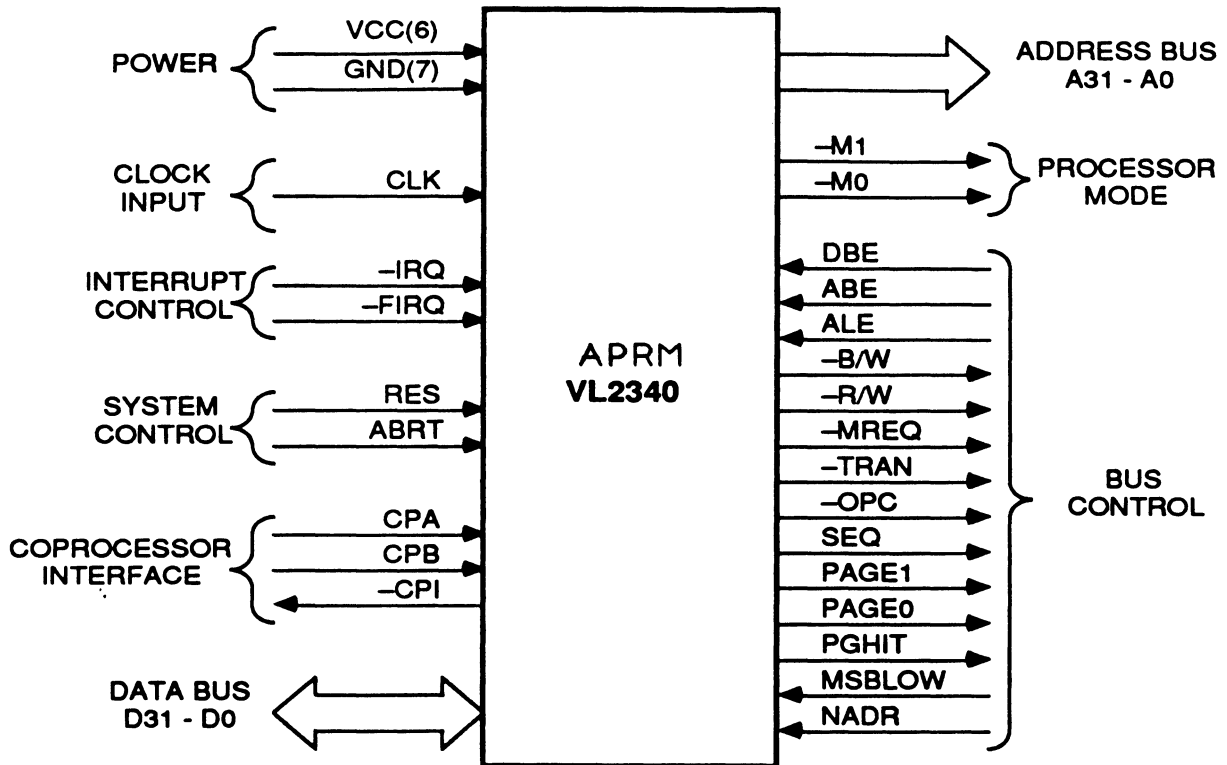 POWER
VCC(6)
GND(7)
CLOCK
INPUT
CLK
INTERRUPT
CONTROL
–IRQ
–FIRQ
SYSTEM
CONTROL
RES
ABRT
COPROCESSOR
INTERFACE
CPA
CPB
–CPI
DATA BUS
D31 - D0
APRM
VL2340
ADDRESS BUS
A31 - A0
–M1
–M0
PROCESSOR
MODE
DBE
ABE
ALE
–B/W
–R/W
–MREQ
–TRAN
–OPC
SEQ
PAGE1
PAGE0
PGHIT
MSBLOW
NADR
BUS
CONTROL